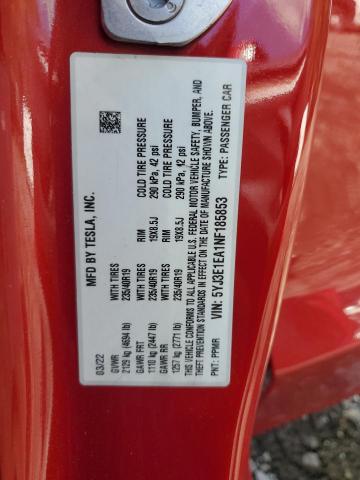 MFD BY TESLA, INC.
03/22
GVWR
2129 kg (4694 lb)
GAWR FRT WITH TIRES RIM COLD TIRE PRESSURE
1110 kg (2447 lb) 235/40R19 19X8.5J 290 kPa, 42 psi
GAWR RR WITH TIRES RIM COLD TIRE PRESSURE
1257 kg (2771 lb) 235/40R19 19X8.5J 290 kPa, 42 psi
THIS VEHICLE CONFORMS TO ALL APPLICABLE U.S. FEDERAL MOTOR VEHICLE SAFETY, BUMPER, AND
THEFT PREVENTION STANDARDS IN EFFECT ON THE DATE OF MANUFACTURE SHOWN ABOVE.
PNT: PPMR VIN: 5YJ3E1EA1NF185853 TYPE: PASSENGER CAR